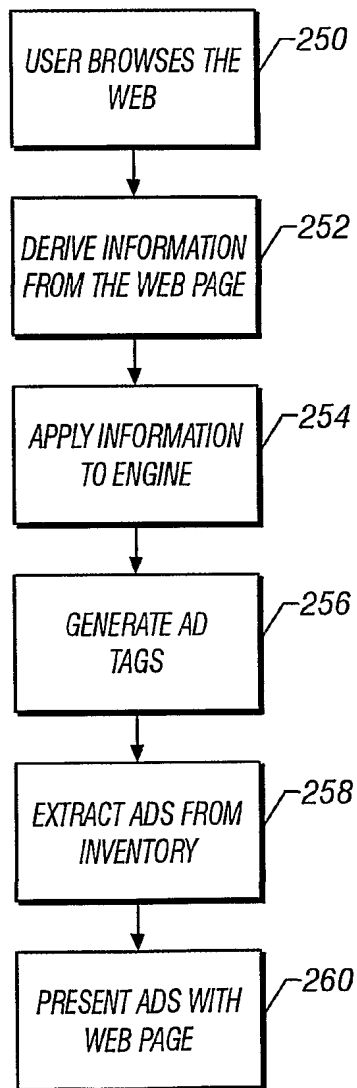 USER BROWSES THE
WEB
250
DERIVE INFORMATION
FROM THE WEB PAGE
252
APPLY INFORMATION
TO ENGINE
254
GENERATE AD
TAGS
256
EXTRACT ADS FROM
INVENTORY
258
PRESENT ADS WITH
WEB PAGE
260